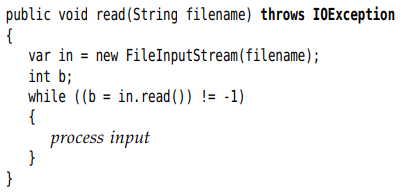 public void read(String filename) throws IOException
{
var in = new FileInputStream(filename);
int b;
while ((b = in.read()) != -1)
{
process input
}
}